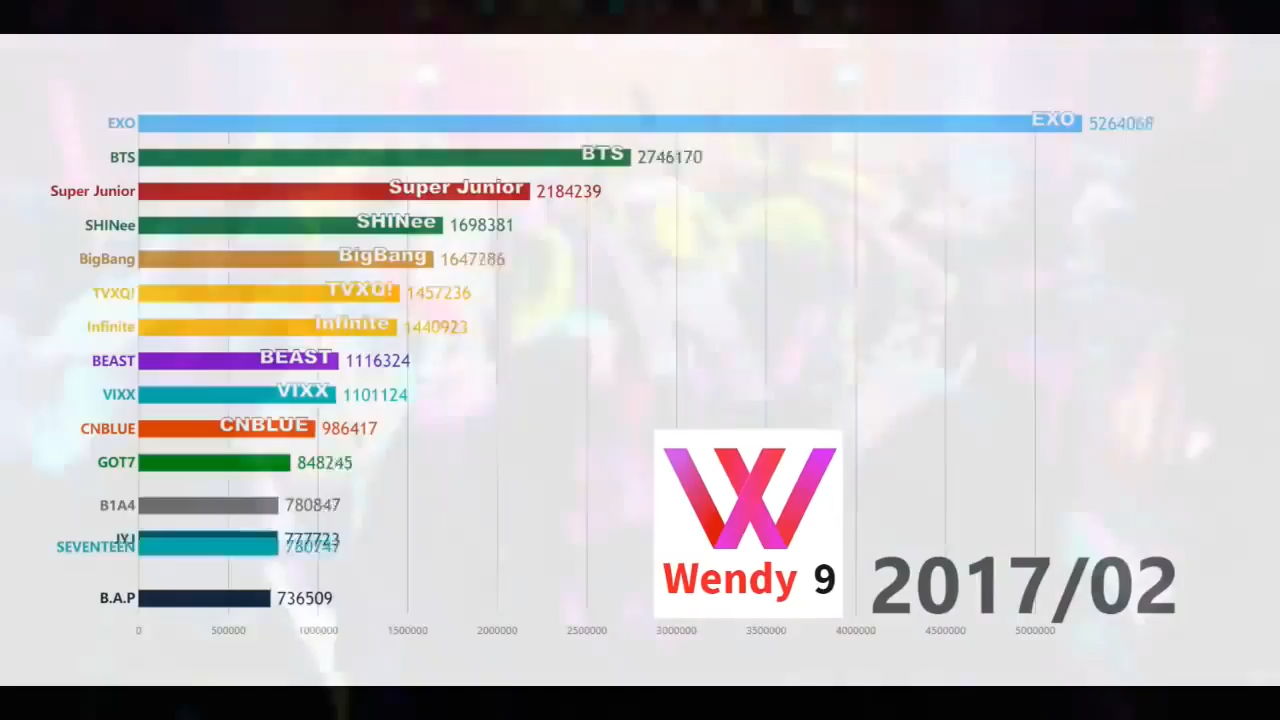 EXO EXO
BTS BTS 2746170
Super Junior Super Junior 2184239
SHINee SHINee 1698381
BigBang BigBang 1647286
TVXQ! TVXQ! 1457236
Infinite Infinite 1440923
BEAST BEAST 1116324
VIXX VIXX 1101124
CNBLUE CNBLUE 986417
GOT7 848245
B1A4 780847
JYJ 777723
SEVENTEEN
B.A.P 736509
Wendy 9
2017/02
0 500000 1000000 1500000 2000000 2500000 3000000 3500000 4000000 4500000 5000000